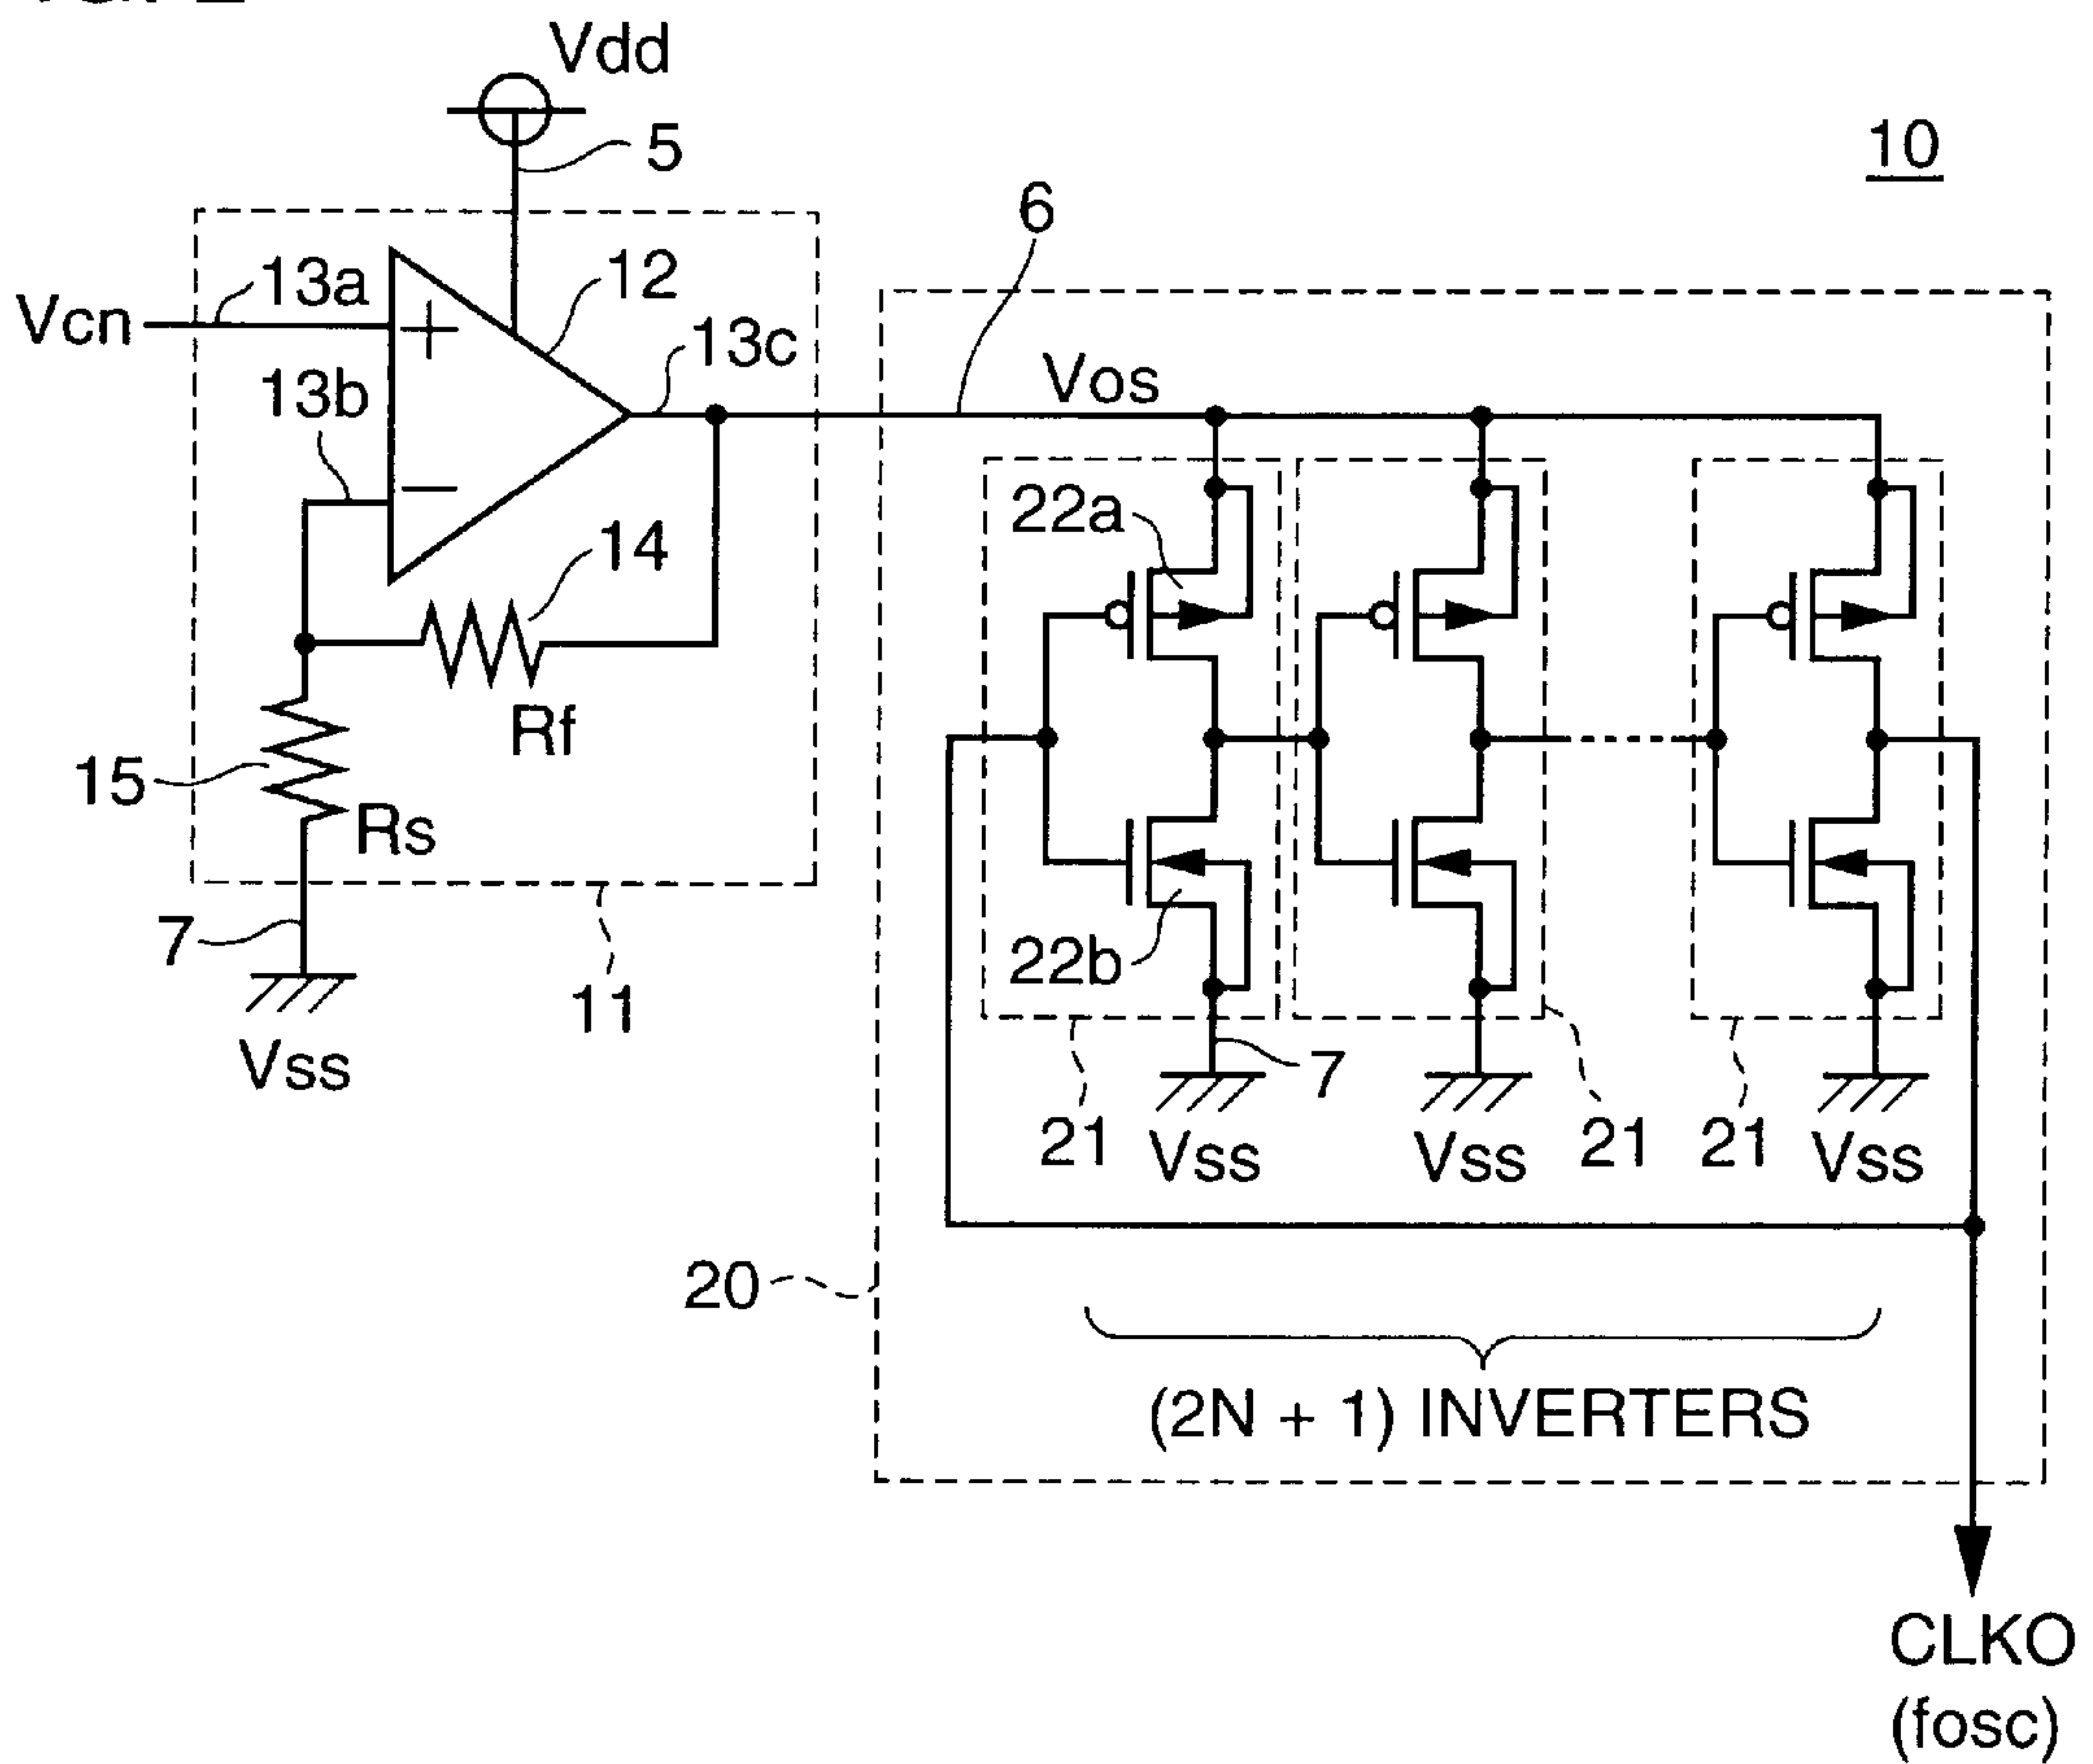 Vdd
5
10
6
13a
12
Vcn
13c
13b
Vos
22a
14
Rf
15
Rs
7
22b
11
Vss
7
21
Vss
Vss
21
21
Vss
20
(2N + 1) INVERTERS
CLKO
(fosc)